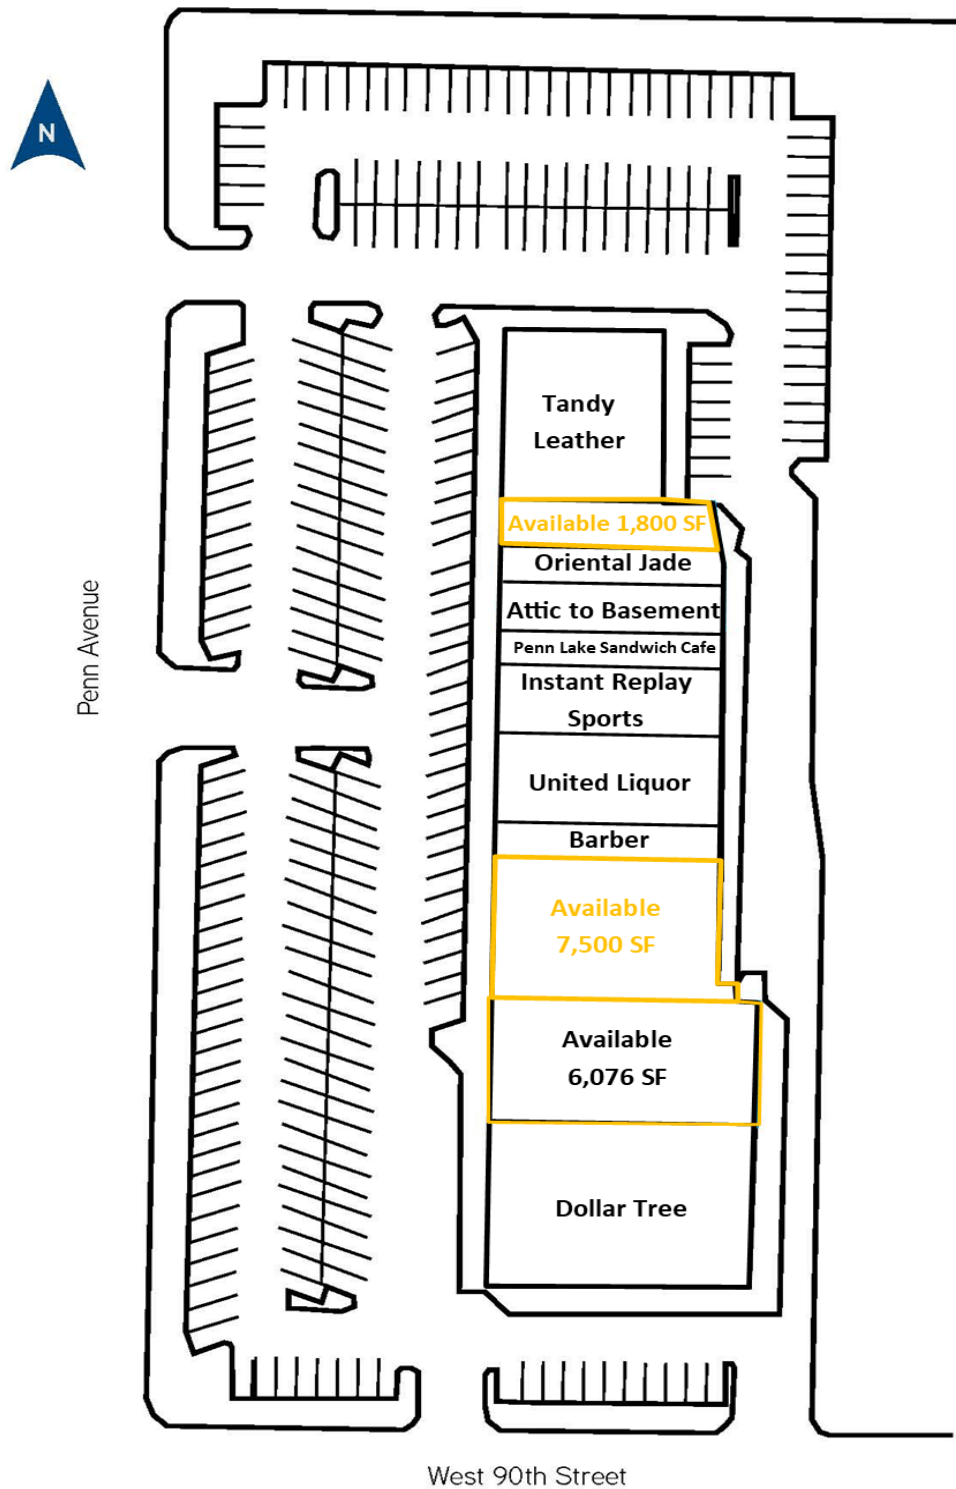 N
Tandy
Leather
Available 1,800 SF
Oriental Jade
Attic to Basement
Penn Lake Sandwich Cafe
Instant Replay
Sports
United Liquor
Barber
Available
7,500 SF
Available
6,076 SF
Dollar Tree
Penn Avenue
West 90th Street